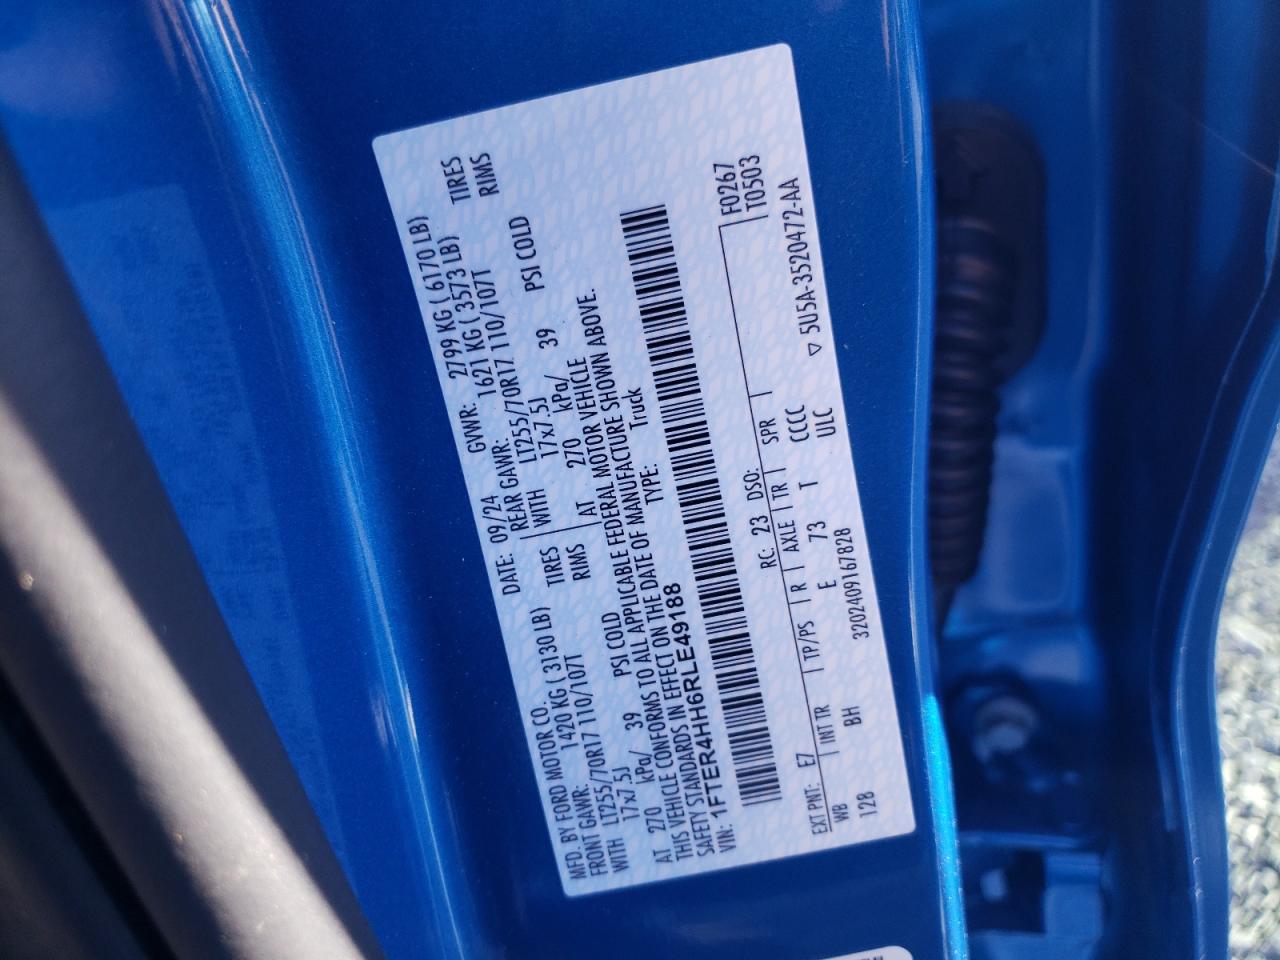 MFD. BY FORD MOTOR CO. DATE: 09/24 GVWR: 2799 KG ( 6170 LB)
FRONT GAWR: 1420 KG ( 3130 LB) REAR GAWR: 1621 KG ( 3573 LB)
WITH LT255/70R17 110/107T TIRES WITH LT255/70R17 110/107T TIRES
17x7.5J RIMS 17x7.5J RIMS
AT 270 kPa/ 39 PSI COLD AT 270 kPa/ 39 PSI COLD
THIS VEHICLE CONFORMS TO ALL APPLICABLE FEDERAL MOTOR VEHICLE
SAFETY STANDARDS IN EFFECT ON THE DATE OF MANUFACTURE SHOWN ABOVE.
VIN: 1FTER4HH6RLE49188 TYPE: Truck
F0267
T0503
EXT PNT: E7 RC: 23 DSO:
WB INT TR TP/PS R AXLE TR SPR
128 BH E 73 T CCCC
ULC
3202409167828
▽ 5U5A-3520472-AA